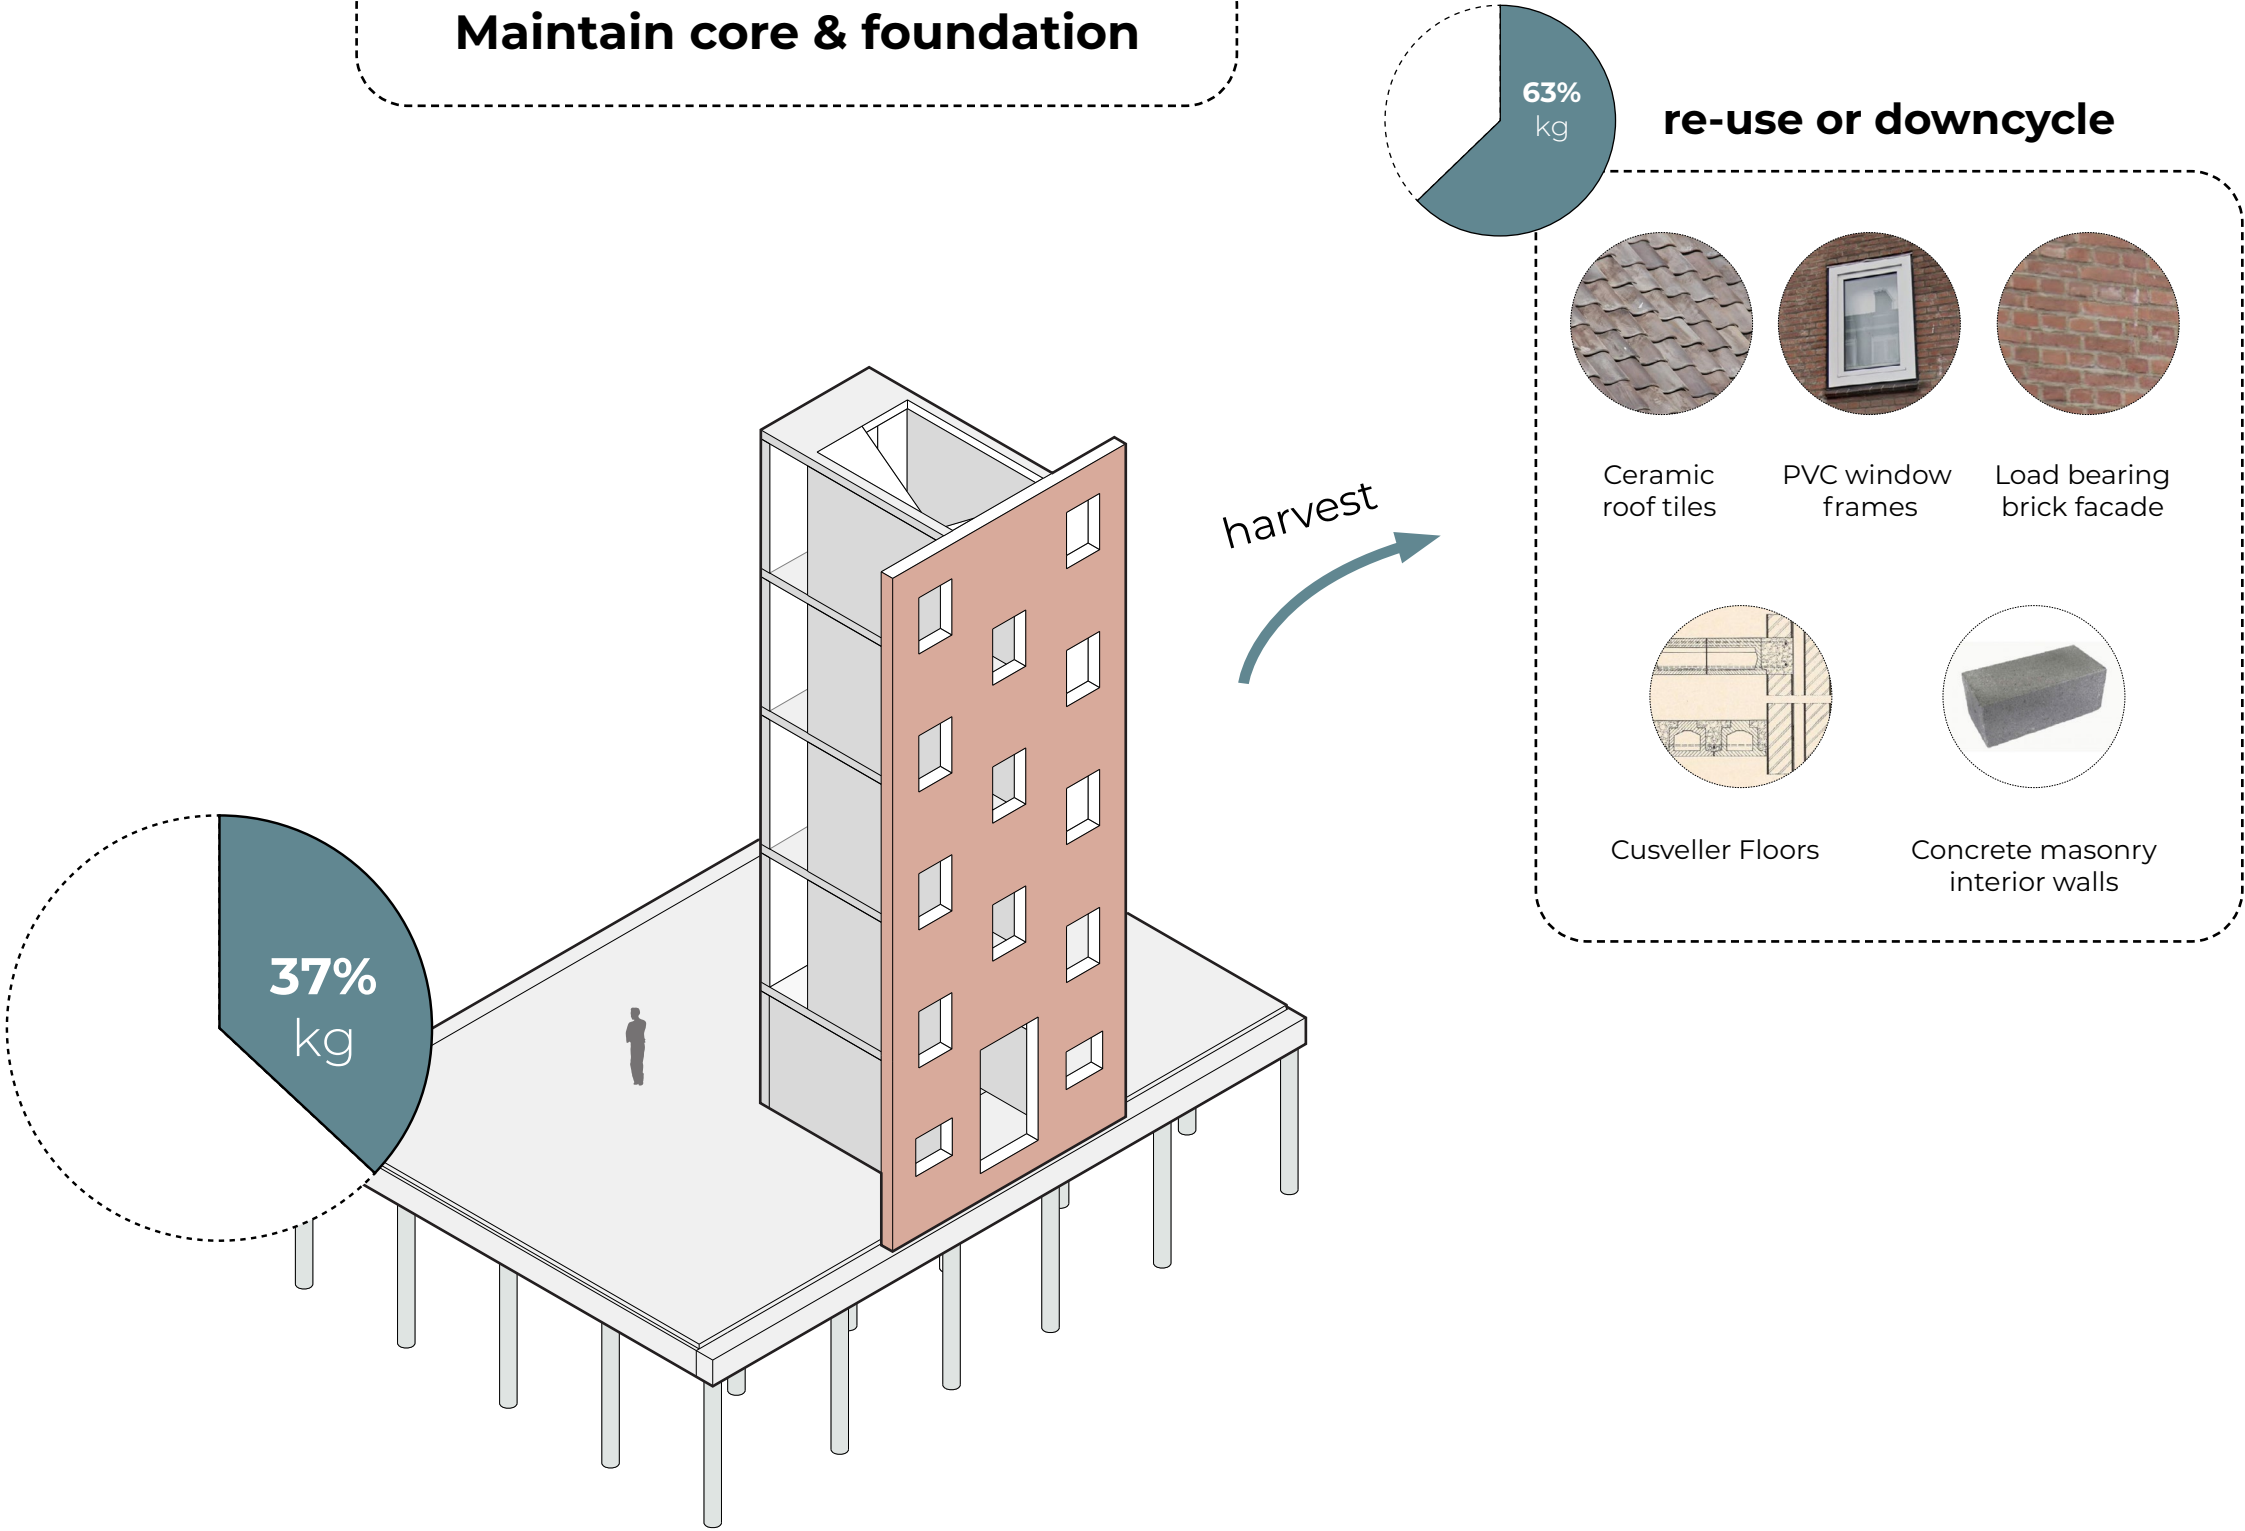 Maintain core & foundation
63%
kg
re-use or downcycle
Ceramic
roof tiles
PVC window
frames
Load bearing
brick facade
harvest
Cusveller Floors
Concrete masonry
interior walls
37%
kg